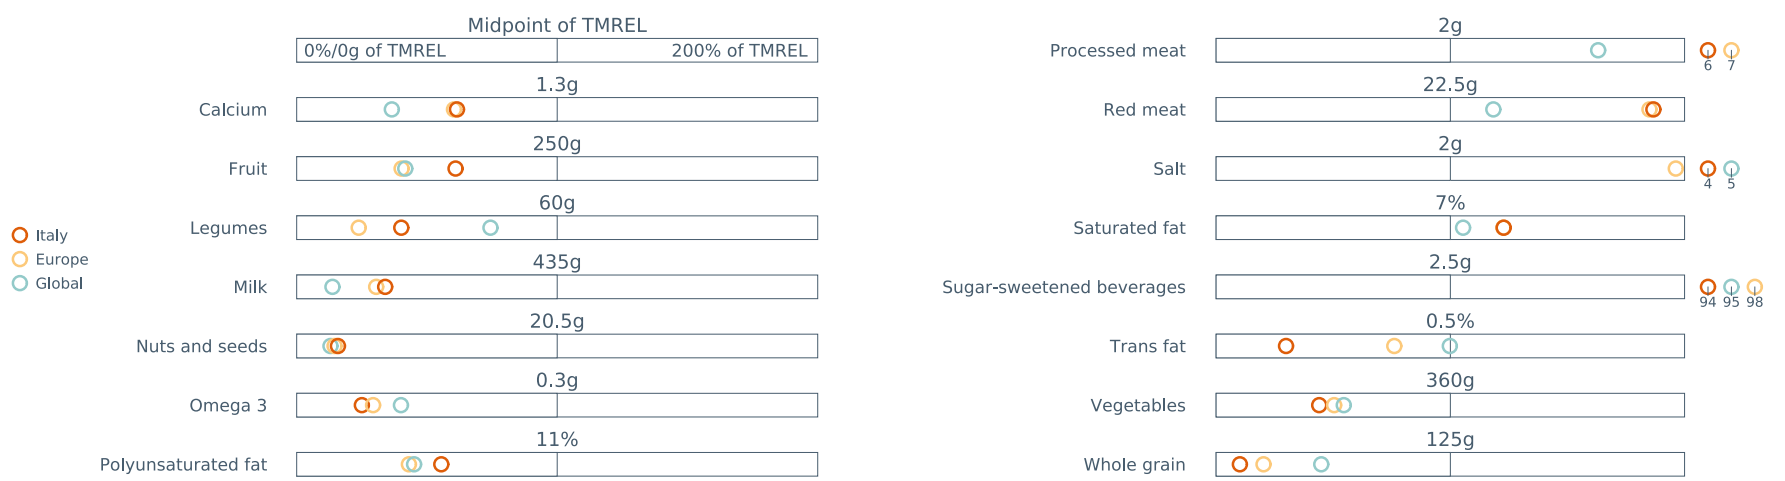 Midpoint of TMREL
0%/0g of TMREL 200% of TMREL
1.3g
Calcium
250g
Fruit
60g
Legumes
435g
Milk
20.5g
Nuts and seeds
0.3g
Omega 3
11%
Polyunsaturated fat
Italy
Europe
Global
2g
Processed meat
6 7
22.5g
Red meat
2g
Salt
4 5
7%
Saturated fat
2.5g
Sugar-sweetened beverages
94 95 98
0.5%
Trans fat
360g
Vegetables
125g
Whole grain